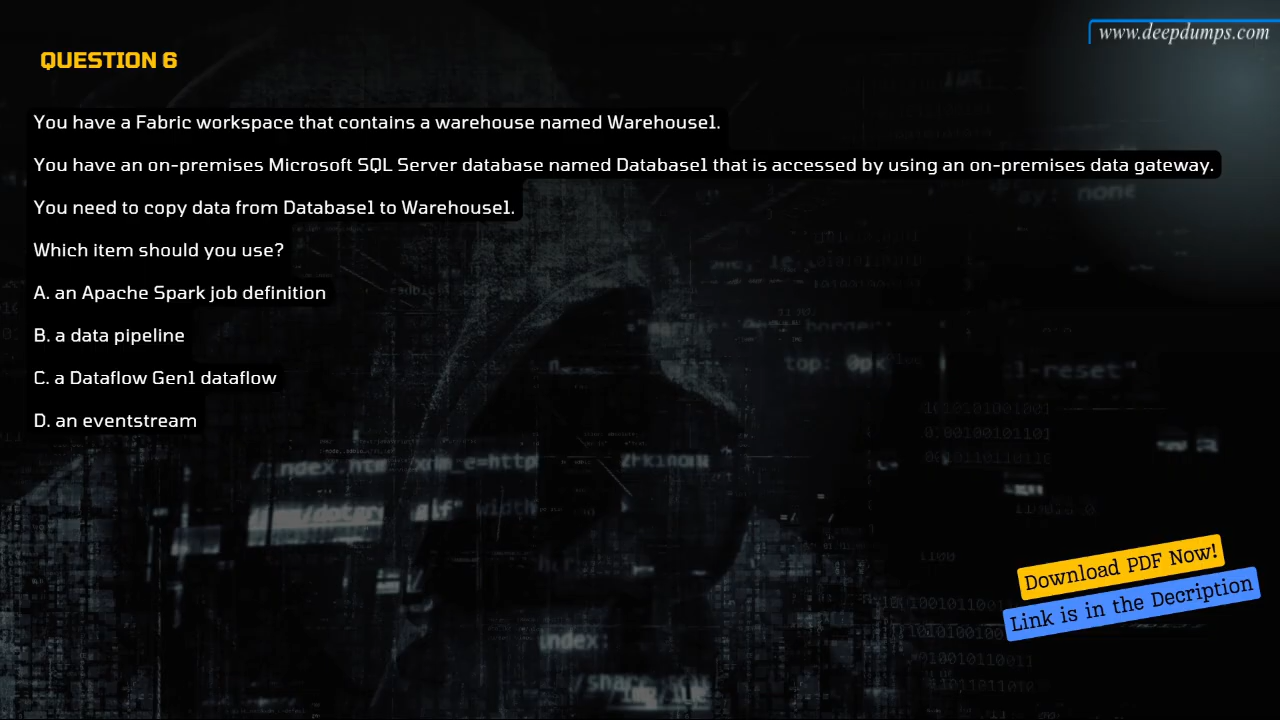 www.deepdumps.com
QUESTION 6
You have a Fabric workspace that contains a warehouse named Warehouse1.
You have an on-premises Microsoft SQL Server database named Database1 that is accessed by using an on-premises data gateway.
You need to copy data from Database1 to Warehouse1.
Which item should you use?
A. an Apache Spark job definition
B. a data pipeline
C. a Dataflow Gen1 dataflow
D. an eventstream
Download PDF Now!
Link is in the Decription